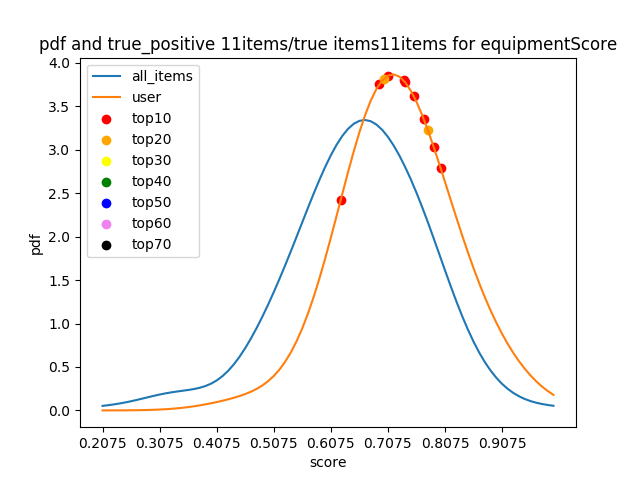 pdf and true_positive 11items/true items11items for equipmentScore
all_items
user
top10
top20
top30
top40
top50
top60
top70
pdf
4.0
3.5
3.0
2.5
2.0
1.5
1.0
0.5
0.0
0.2075 0.3075 0.4075 0.5075 0.6075 0.7075 0.8075 0.9075
score